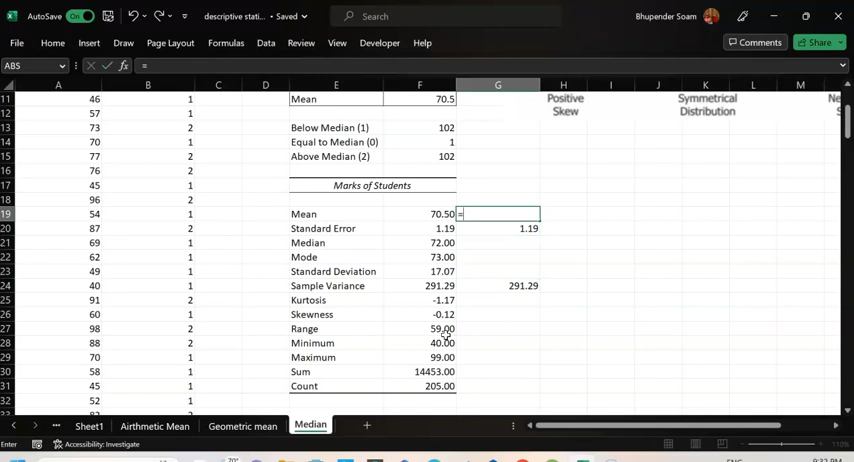 AutoSave On descriptive stati... • Saved Search Bhupender Soam
File Home Insert Draw Page Layout Formulas Data Review View Developer Help Comments Share
ABS fx =
A B C D E F G H I J K L M
11 46 1 Mean 70.5 Positive Symmetrical Ne
12 57 1 Skew Distribution S
13 73 2 Below Median (1) 102
14 70 1 Equal to Median (0) 1
15 77 2 Above Median (2) 102
16 76 2
17 45 1 Marks of Students
18 96 2
19 54 1 Mean 70.50 =
20 87 2 Standard Error 1.19 1.19
21 69 1 Median 72.00
22 62 1 Mode 73.00
23 49 1 Standard Deviation 17.07
24 40 1 Sample Variance 291.29 291.29
25 91 2 Kurtosis -1.17
26 60 1 Skewness -0.12
27 98 2 Range 59.00
28 88 2 Minimum 40.00
29 70 1 Maximum 99.00
30 58 1 Sum 14453.00
31 45 1 Count 205.00
32 52 1
Sheet1 Airthmetic Mean Geometric mean Median
Enter Accessibility: Investigate 110%
70° ENG 9:32 PM